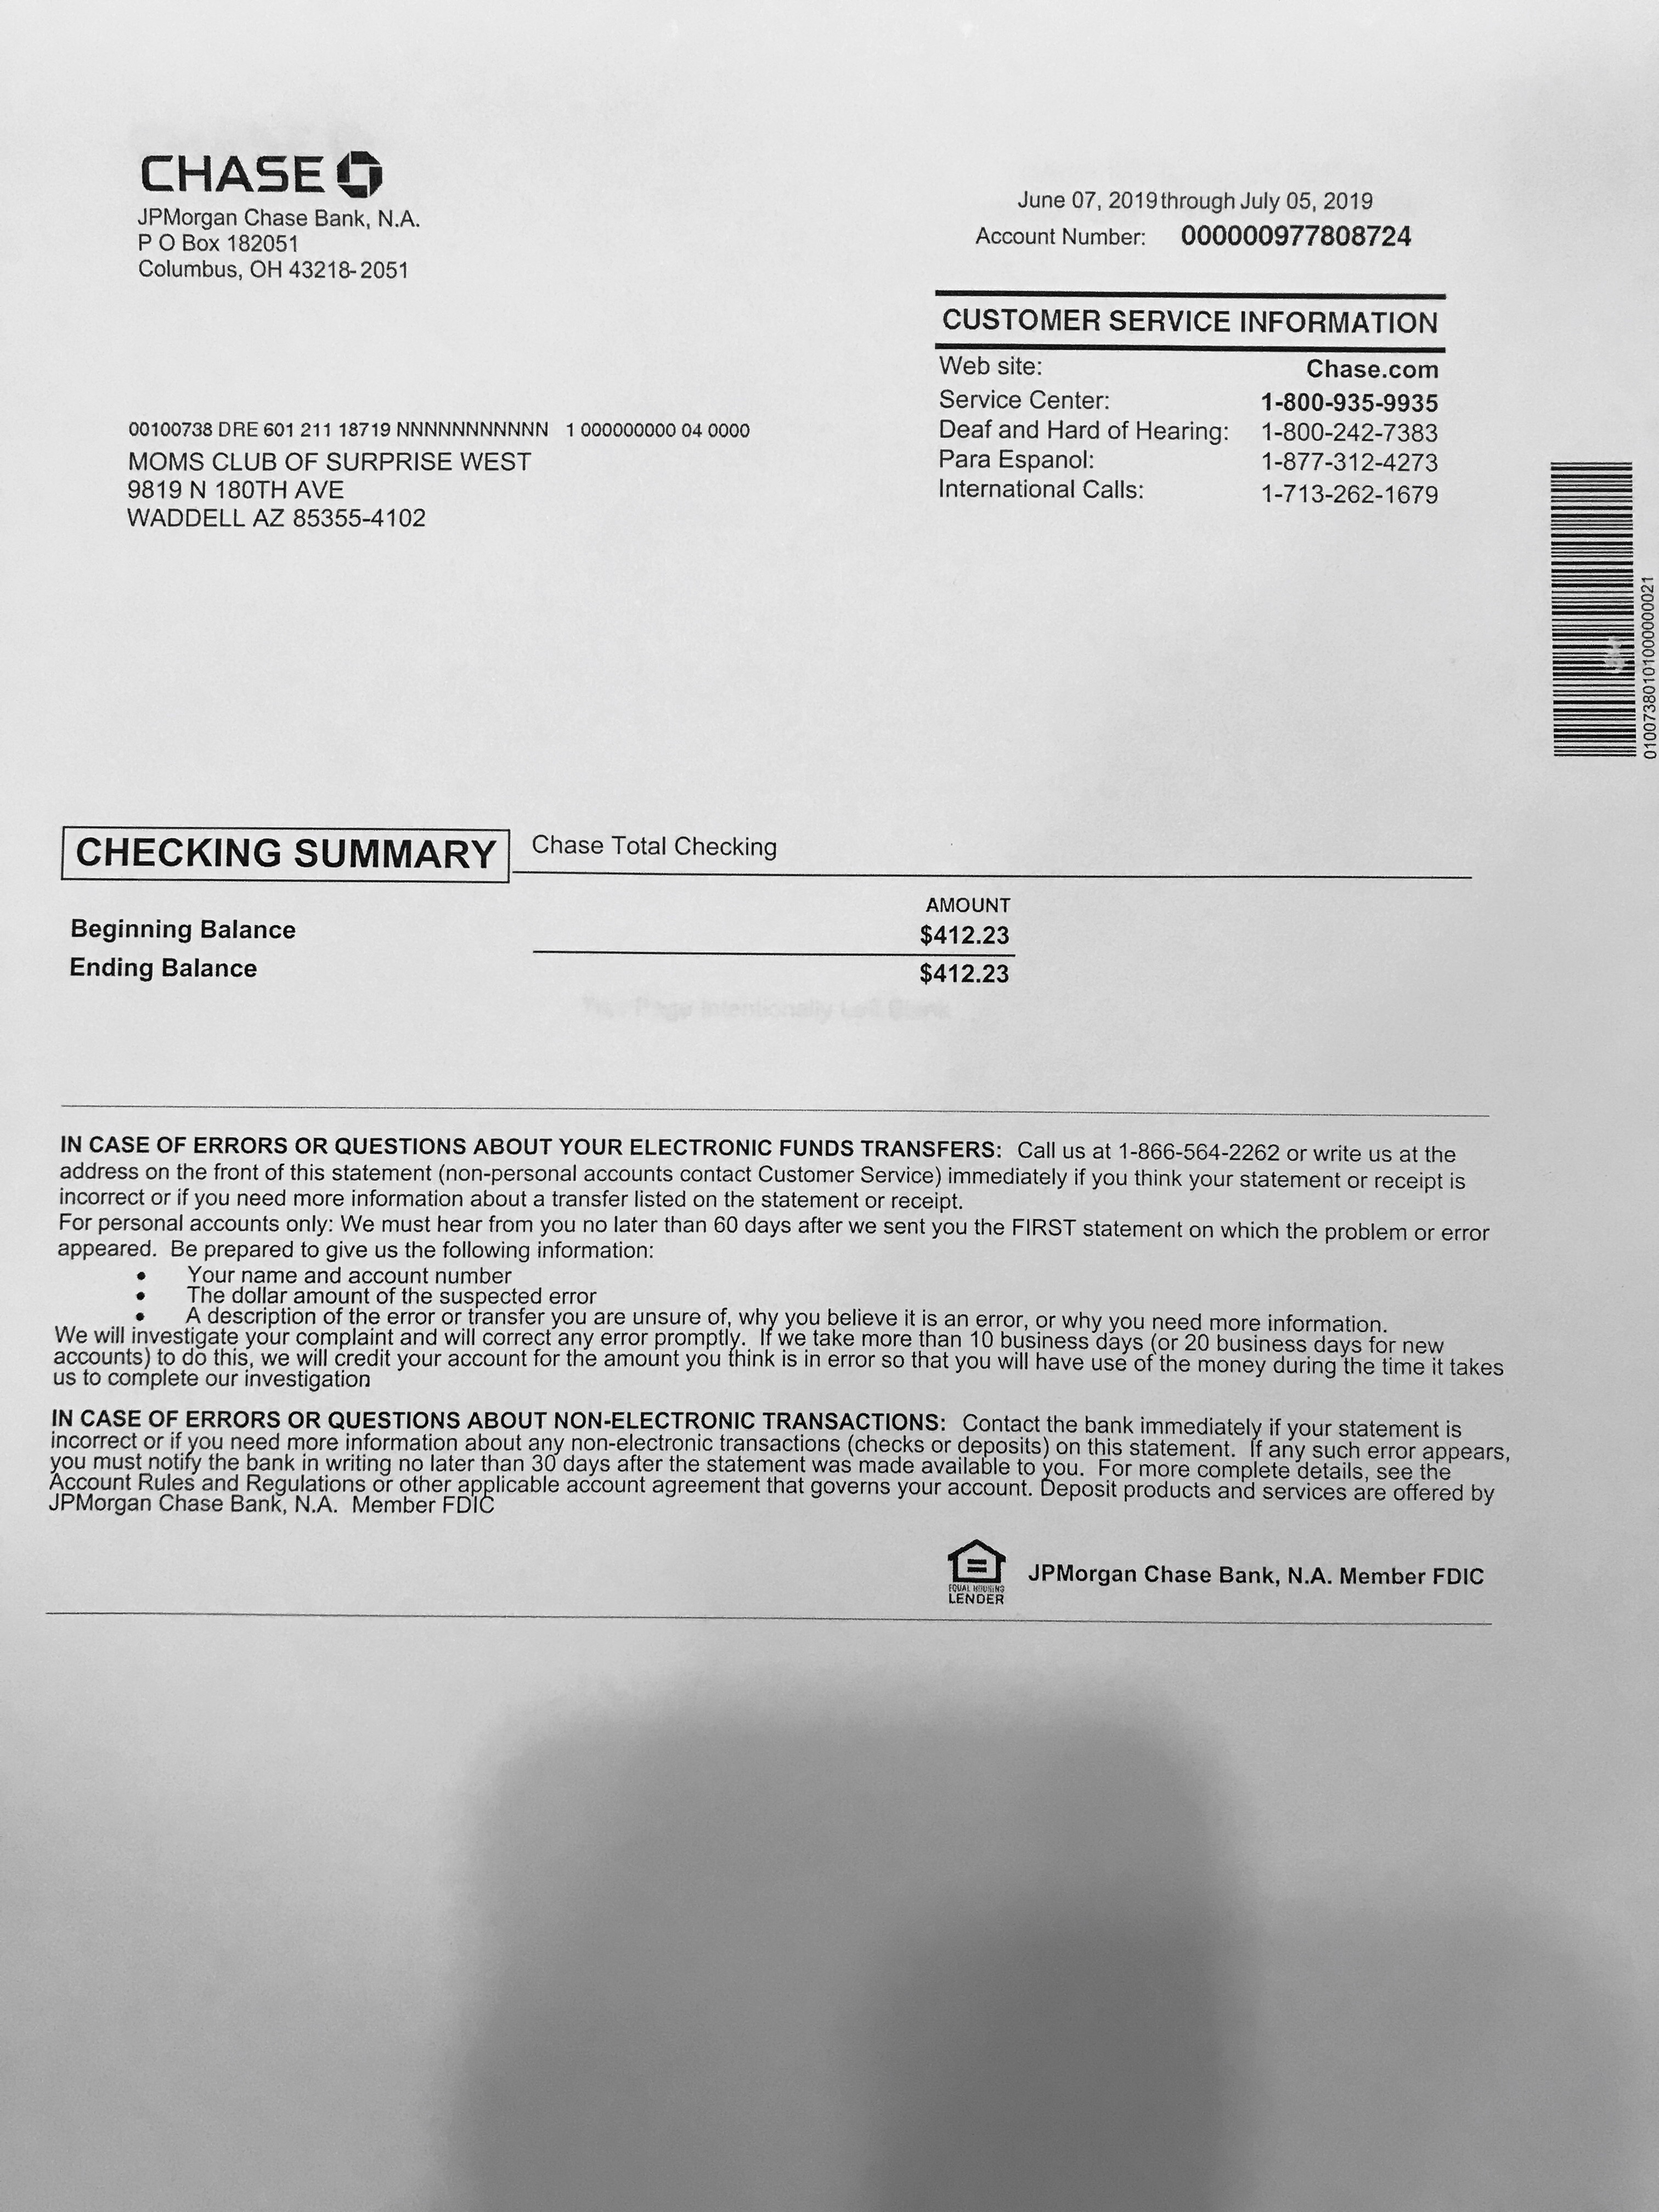 CHASE
JPMorgan Chase Bank, N.A.
P O Box 182051
Columbus, OH 43218-2051
June 07, 2019through July 05, 2019
Account Number: 000000977808724
CUSTOMER SERVICE INFORMATION
Web site: Chase.com
Service Center: 1-800-935-9935
Deaf and Hard of Hearing: 1-800-242-7383
Para Espanol: 1-877-312-4273
International Calls: 1-713-262-1679
00100738 DRE 601 211 18719 NNNNNNNNNNNN 1 000000000 04 0000
MOMS CLUB OF SURPRISE WEST
9819 N 180TH AVE
WADDELL AZ 85355-4102
01007380101000000021
CHECKING SUMMARY Chase Total Checking
AMOUNT
Beginning Balance $412.23
Ending Balance $412.23
Page Intentionally Left Blank
IN CASE OF ERRORS OR QUESTIONS ABOUT YOUR ELECTRONIC FUNDS TRANSFERS: Call us at 1-866-564-2262 or write us at the
address on the front of this statement (non-personal accounts contact Customer Service) immediately if you think your statement or receipt is
incorrect or if you need more information about a transfer listed on the statement or receipt.
For personal accounts only: We must hear from you no later than 60 days after we sent you the FIRST statement on which the problem or error
appeared. Be prepared to give us the following information:
• Your name and account number
• The dollar amount of the suspected error
• A description of the error or transfer you are unsure of, why you believe it is an error, or why you need more information.
We will investigate your complaint and will correct any error promptly. If we take more than 10 business days (or 20 business days for new
accounts) to do this, we will credit your account for the amount you think is in error so that you will have use of the money during the time it takes
us to complete our investigation
IN CASE OF ERRORS OR QUESTIONS ABOUT NON-ELECTRONIC TRANSACTIONS: Contact the bank immediately if your statement is
incorrect or if you need more information about any non-electronic transactions (checks or deposits) on this statement. If any such error appears,
you must notify the bank in writing no later than 30 days after the statement was made available to you. For more complete details, see the
Account Rules and Regulations or other applicable account agreement that governs your account. Deposit products and services are offered by
JPMorgan Chase Bank, N.A. Member FDIC
EQUAL HOUSING
LENDER
JPMorgan Chase Bank, N.A. Member FDIC